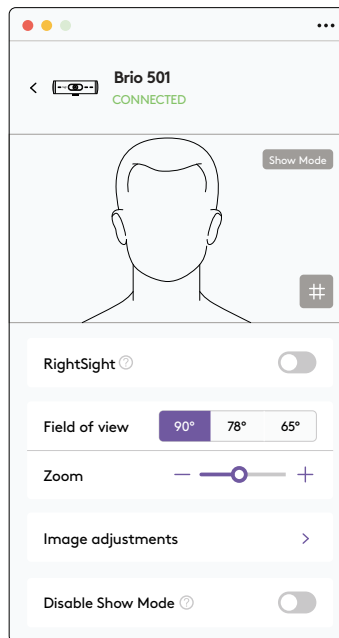 Brio 501
CONNECTED
Show Mode
RightSight
Field of view 90° 78° 65°
Zoom
Image adjustments
Disable Show Mode